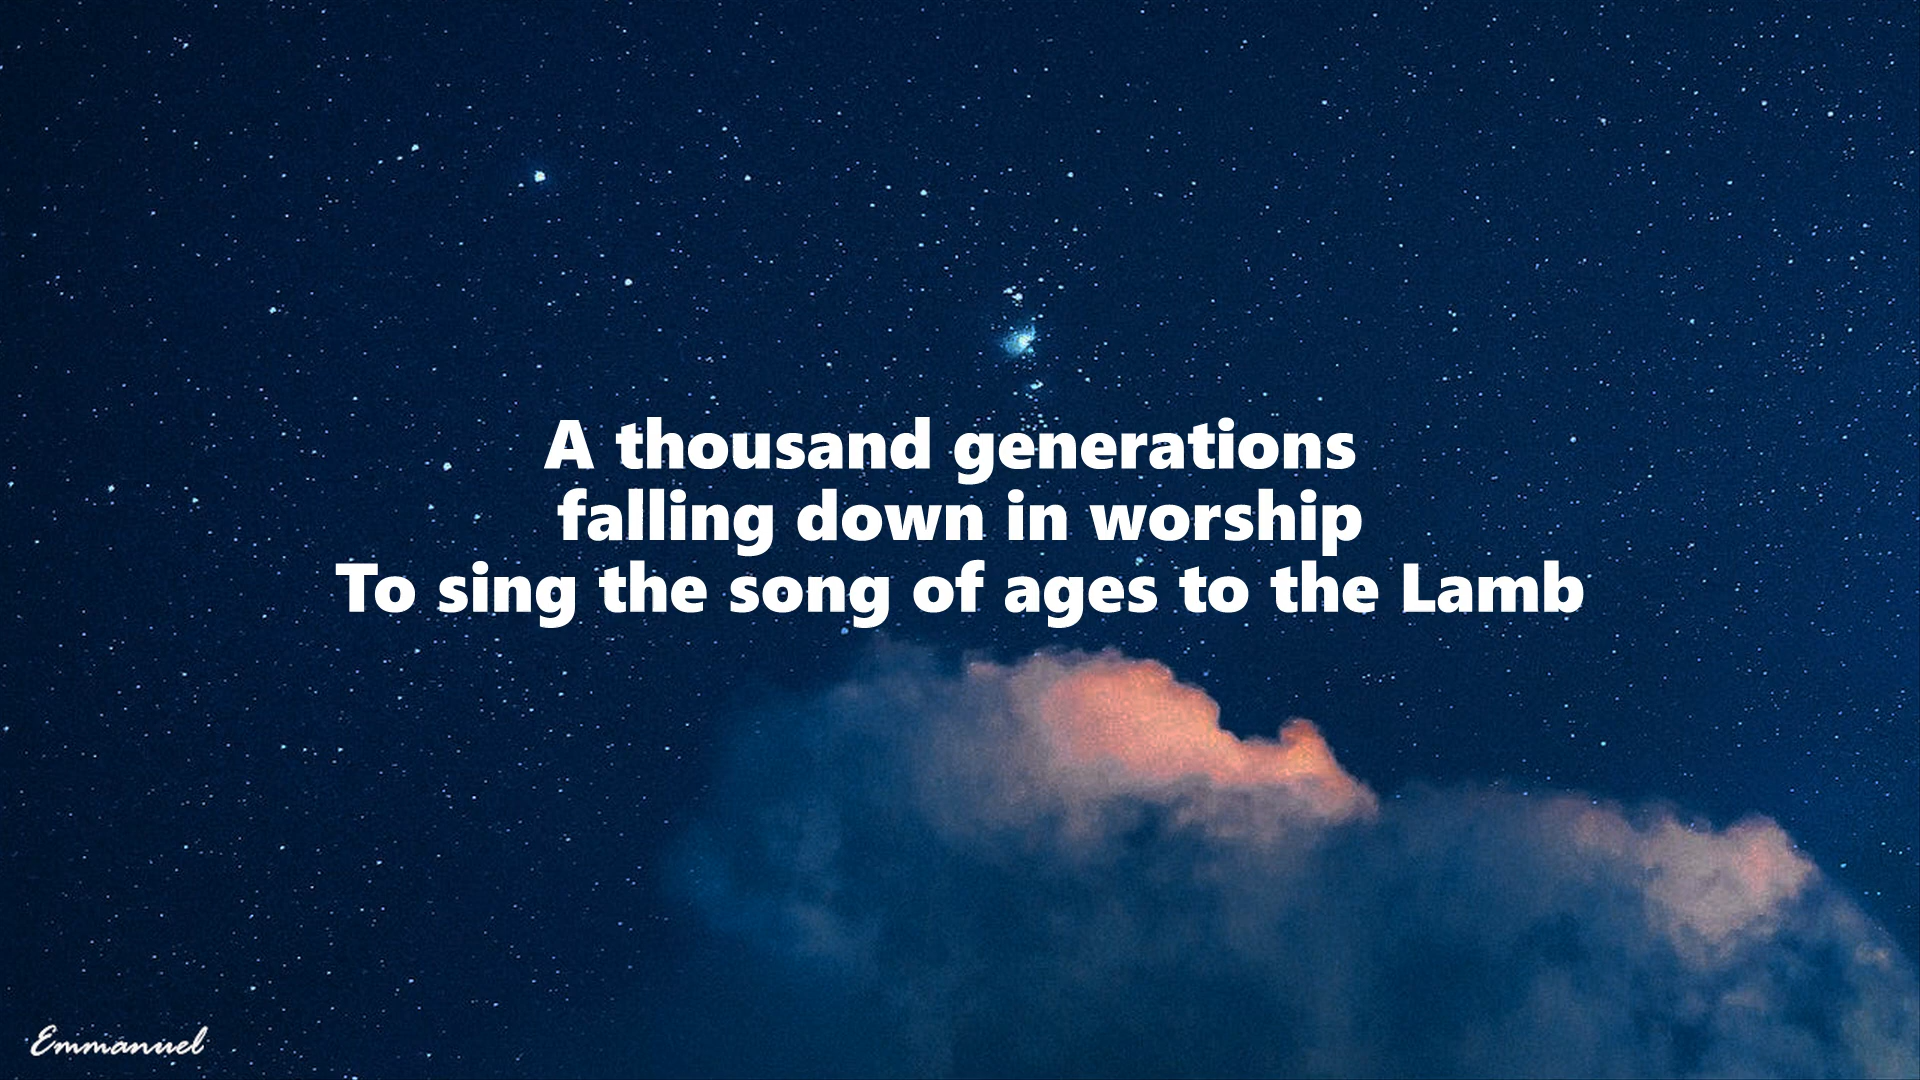 A thousand generations
falling down in worship
To sing the song of ages to the Lamb
Emmanuel